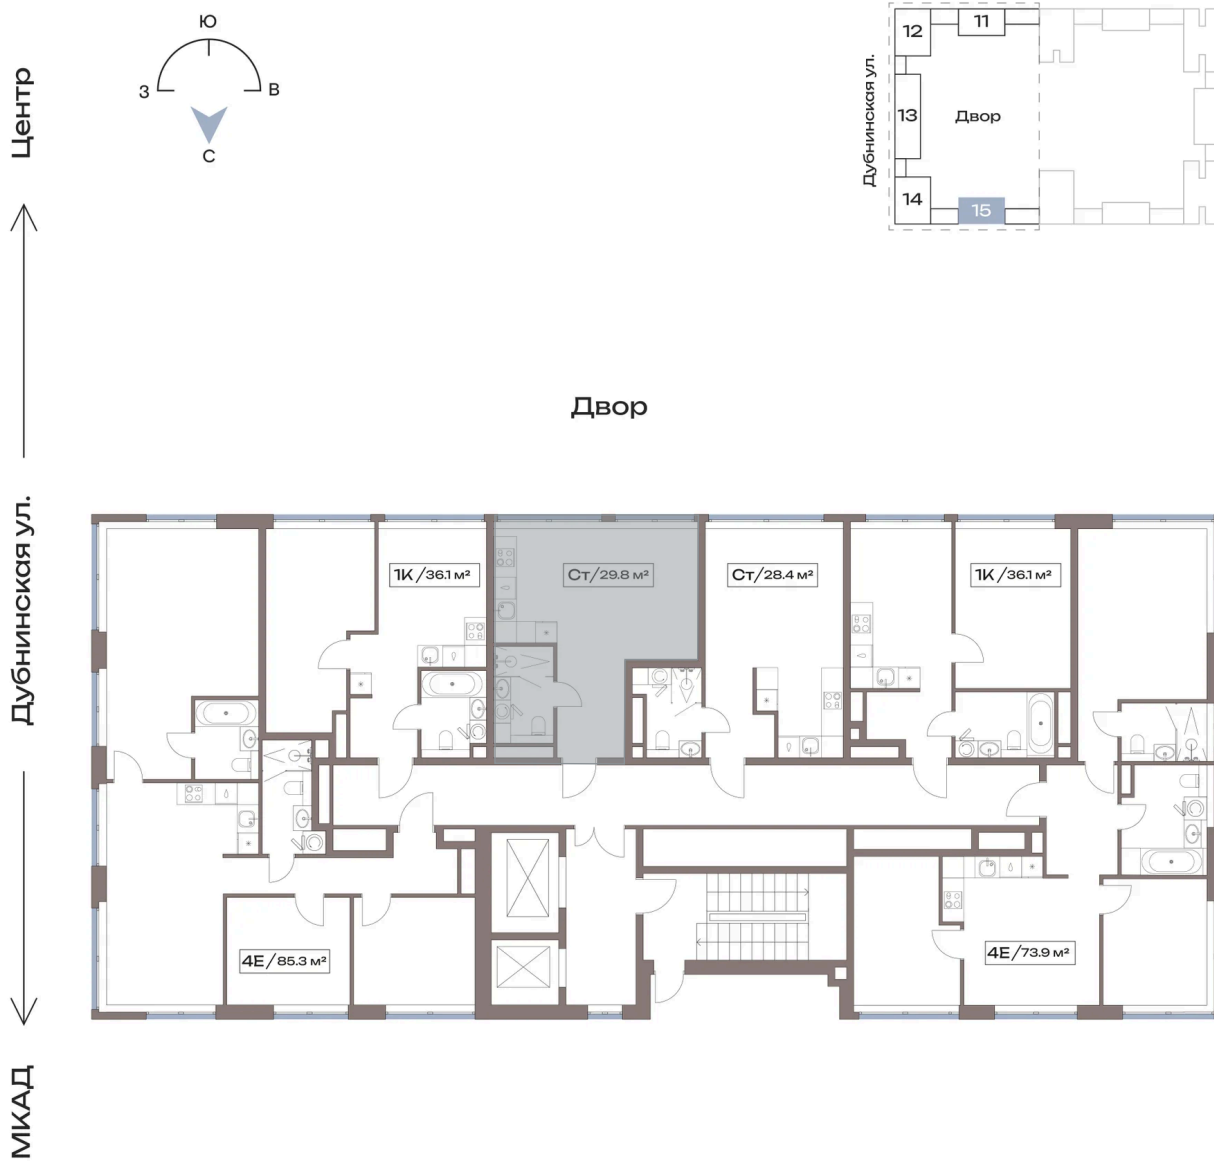 Ю
З
В
С
Центр
Дубнинская ул.
МКАД
12
11
13
Двор
14
15
Дубнинская ул.
Двор
1К / 36.1 м²
Ст / 29.8 м²
Ст / 28.4 м²
1К / 36.1 м²
4Е / 85.3 м²
4Е / 73.9 м²